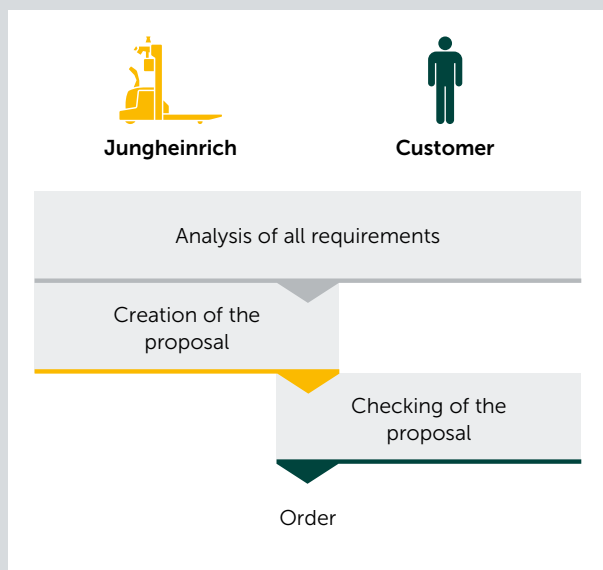 Jungheinrich
Customer
Analysis of all requirements
Creation of the
proposal
Checking of the
proposal
Order